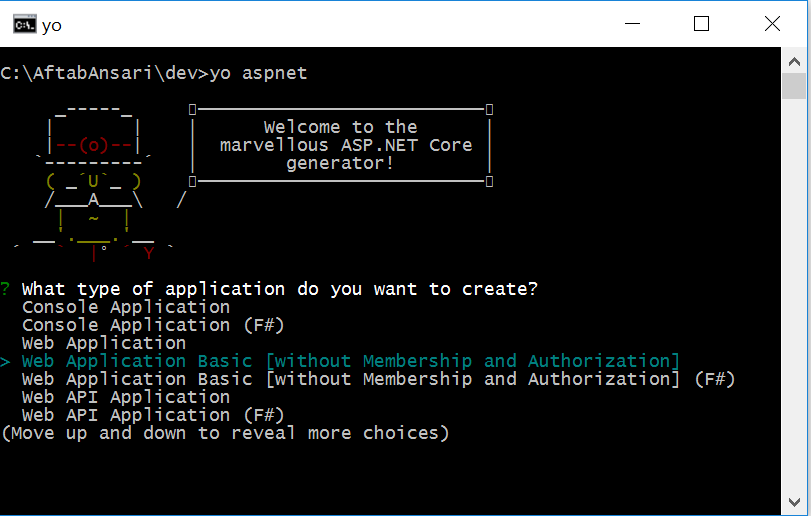 yo
C:\AftabAnsari\dev>yo aspnet
Welcome to the
marvellous ASP.NET Core
generator!
? What type of application do you want to create?
Console Application
Console Application (F#)
Web Application
> Web Application Basic [without Membership and Authorization]
Web Application Basic [without Membership and Authorization] (F#)
Web API Application
Web API Application (F#)
(Move up and down to reveal more choices)